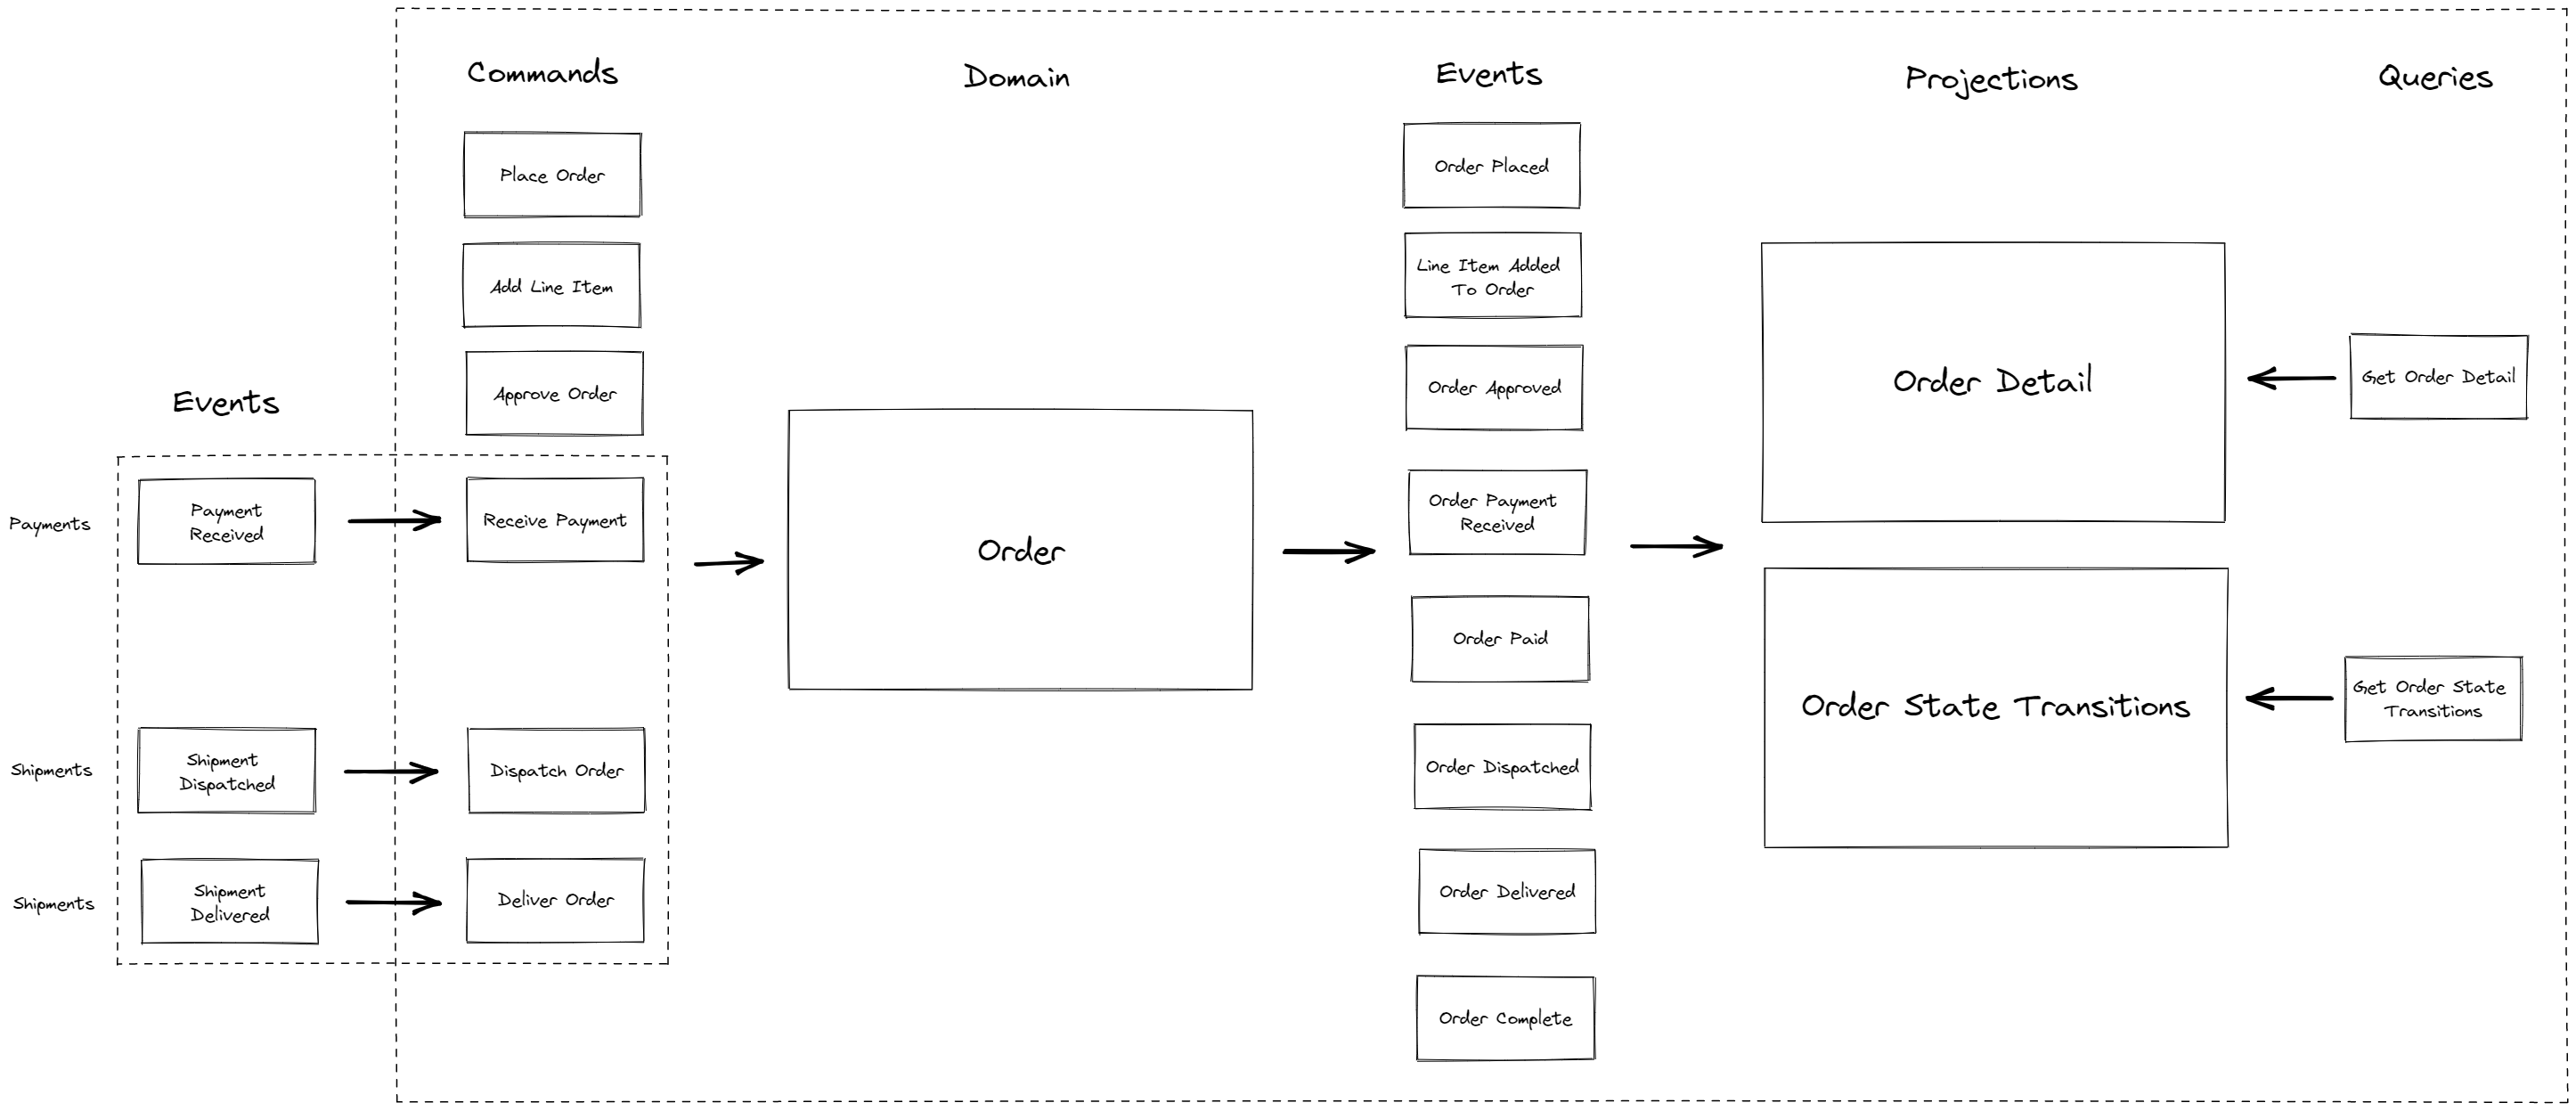 Commands
Domain
Events
Projections
Queries
Place Order
Add Line Item
Approve Order
Events
Payments
Payment
Received
Receive Payment
Shipments
Shipment
Dispatched
Dispatch Order
Shipments
Shipment
Delivered
Deliver Order
Order
Order Placed
Line Item Added
To Order
Order Approved
Order Payment
Received
Order Paid
Order Dispatched
Order Delivered
Order Complete
Order Detail
Order State Transitions
Get Order Detail
Get Order State
Transitions